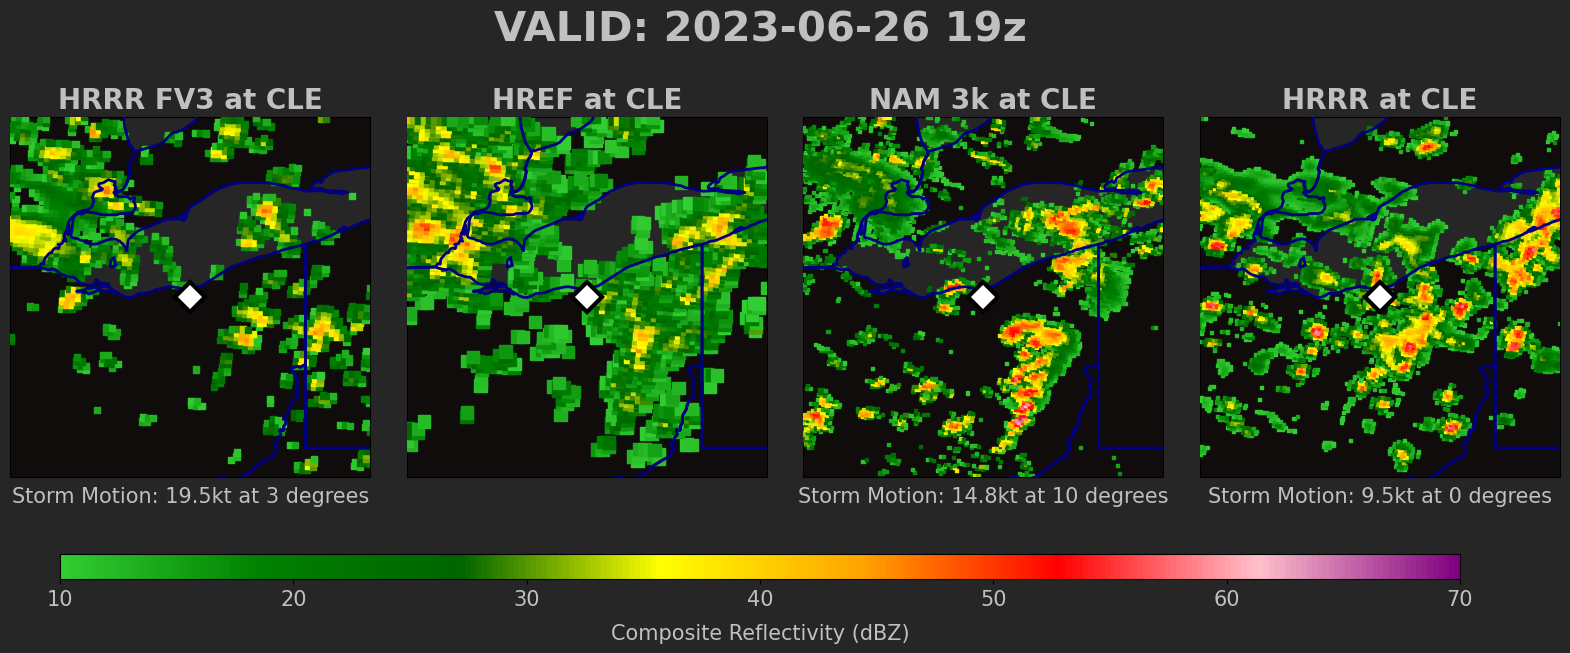 VALID: 2023-06-26 19z
HRRR FV3 at CLE
HREF at CLE
NAM 3k at CLE
HRRR at CLE
Storm Motion: 19.5kt at 3 degrees
Storm Motion: 14.8kt at 10 degrees
Storm Motion: 9.5kt at 0 degrees
10 20 30 40 50 60 70
Composite Reflectivity (dBZ)